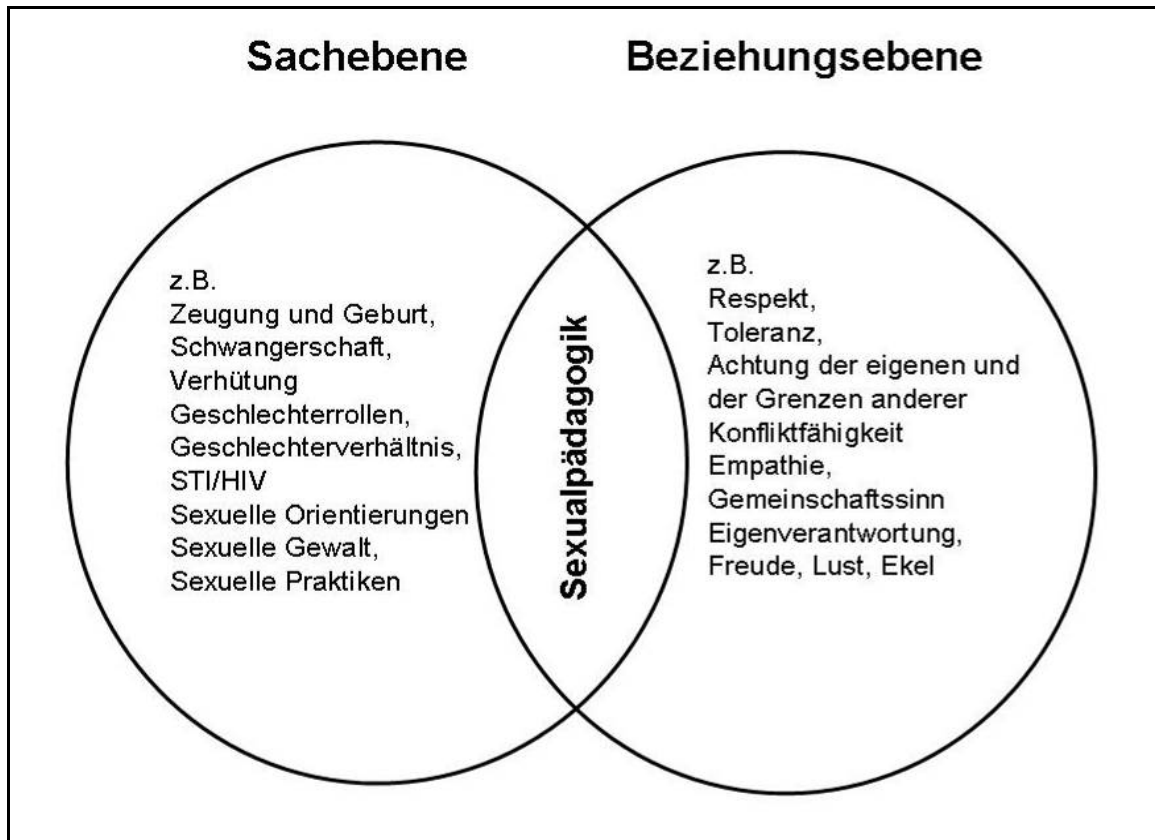 Sachebene
Beziehungsebene
z.B.
Zeugung und Geburt,
Schwangerschaft,
Verhütung
Geschlechterrollen,
Geschlechterverhältnis,
STI/HIV
Sexuelle Orientierungen
Sexuelle Gewalt,
Sexuelle Praktiken
Sexualpädagogik
z.B.
Respekt,
Toleranz,
Achtung der eigenen und
der Grenzen anderer
Konfliktfähigkeit
Empathie,
Gemeinschaftssinn
Eigenverantwortung,
Freude, Lust, Ekel